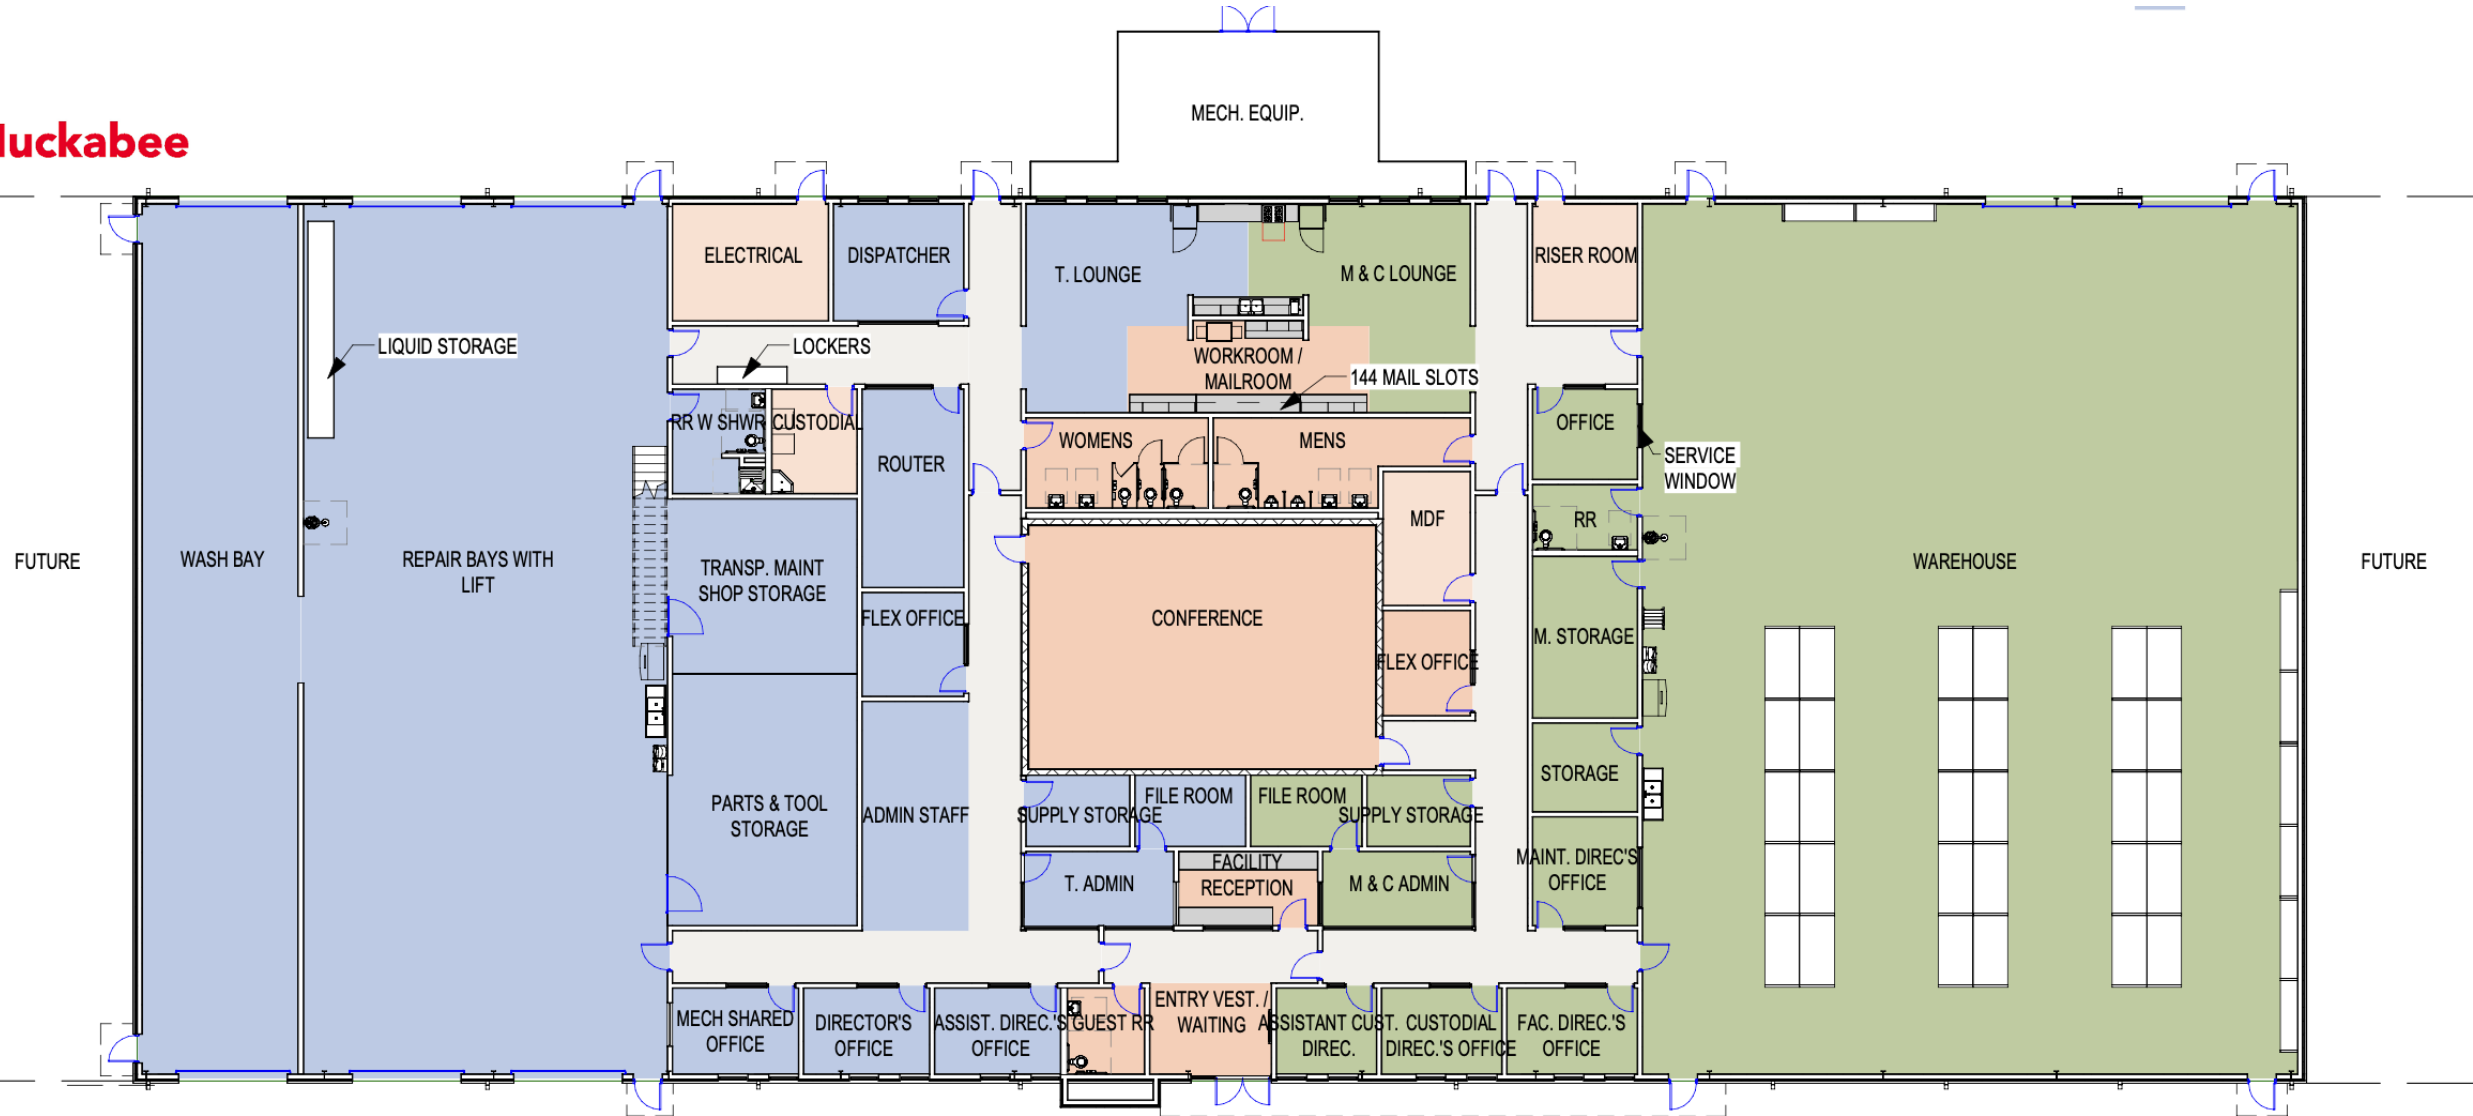 MECH. EQUIP.
Huckabee
ELECTRICAL
DISPATCHER
T. LOUNGE
M & C LOUNGE
RISER ROOM
LIQUID STORAGE
LOCKERS
WORKROOM /
MAILROOM
144 MAIL SLOTS
RR W SHWR
CUSTODIAL
ROUTER
WOMENS
MENS
OFFICE
SERVICE
WINDOW
MDF
RR
FUTURE
WASH BAY
REPAIR BAYS WITH
LIFT
TRANSP. MAINT
SHOP STORAGE
FLEX OFFICE
CONFERENCE
FLEX OFFICE
M. STORAGE
WAREHOUSE
FUTURE
PARTS & TOOL
STORAGE
ADMIN STAFF
SUPPLY STORAGE
FILE ROOM
FILE ROOM
SUPPLY STORAGE
STORAGE
T. ADMIN
FACILITY
RECEPTION
M & C ADMIN
MAINT. DIREC'S
OFFICE
MECH SHARED
OFFICE
DIRECTOR'S
OFFICE
ASSIST. DIREC.'S
OFFICE
GUEST RR
ENTRY VEST. /
WAITING
ASSISTANT CUST.
DIREC.
CUSTODIAL
DIREC.'S OFFICE
FAC. DIREC.'S
OFFICE